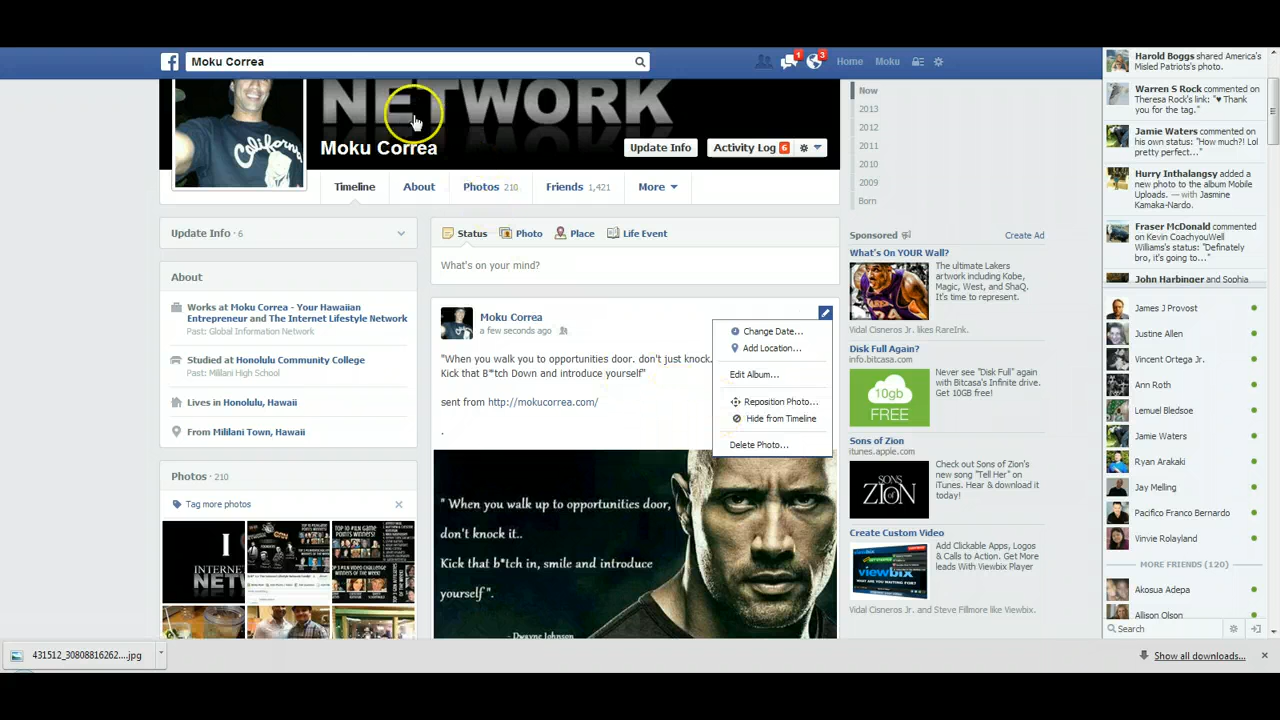 Moku Correa
1
3
Home
Moku
NETWORK
California
Moku Correa
Update Info
Activity Log 6
Timeline
About
Photos 210
Friends 1,421
More
Update Info · 6
About
Works at Moku Correa - Your Hawaiian
Entrepreneur and The Internet Lifestyle Network
Past: Global Information Network
Studied at Honolulu Community College
Past: Mililani High School
Lives in Honolulu, Hawaii
From Mililani Town, Hawaii
Photos · 210
Tag more photos
Status
Photo
Place
Life Event
What's on your mind?
Moku Correa
a few seconds ago
"When you walk you to opportunities door. don't just knock.
Kick that B*tch Down and introduce yourself"
sent from http://mokucorrea.com/
.
Change Date...
Add Location...
Edit Album...
Reposition Photo...
Hide from Timeline
Delete Photo...
" When you walk up to opportunities door,
don't knock it..
Kick that b*tch in, smile and introduce
yourself ".
- Dwayne Johnson
Now
2013
2012
2011
2010
2009
Born
Sponsored
Create Ad
What's On YOUR Wall?
The ultimate Lakers
artwork including Kobe,
Magic, West, and ShaQ.
It's time to represent.
Vidal Cisneros Jr. likes RareInk.
Disk Full Again?
info.bitcasa.com
10gb
FREE
Never see "Disk Full" again
with Bitcasa's Infinite drive.
Get 10GB free!
Sons of Zion
itunes.apple.com
SONS
OF
ZION
Check out Sons of Zion's
new song "Tell Her" on
iTunes. Hear & download it
today!
Create Custom Video
viewbix
Add Clickable Apps, Logos
& Calls to Action. Get More
leads With Viewbix Player
Vidal Cisneros Jr. and Steve Fillmore like Viewbix.
Harold Boggs shared America's
Misled Patriots's photo.
Warren S Rock commented on
Theresa Rock's link: "♥ Thank
you for the tag."
Jamie Waters commented on
his own status: "How much?! Lol
pretty perfect..."
Hurry Inthalangsy added a
new photo to the album Mobile
Uploads. — with Jasmine
Kamaka-Nardo.
Fraser McDonald commented
on Kevin CoachyouWell
Williams's status: "Definately
bro, it's going to..."
John Harbinger and Sophia
James J Provost
Justine Allen
Vincent Ortega Jr.
Ann Roth
Lemuel Bledsoe
Jamie Waters
Ryan Arakaki
Jay Melling
Pacifico Franco Bernardo
Vinvie Rolayland
MORE FRIENDS (120)
Akosua Adepa
Allison Olson
Search
431512_30808816262....jpg
Show all downloads...